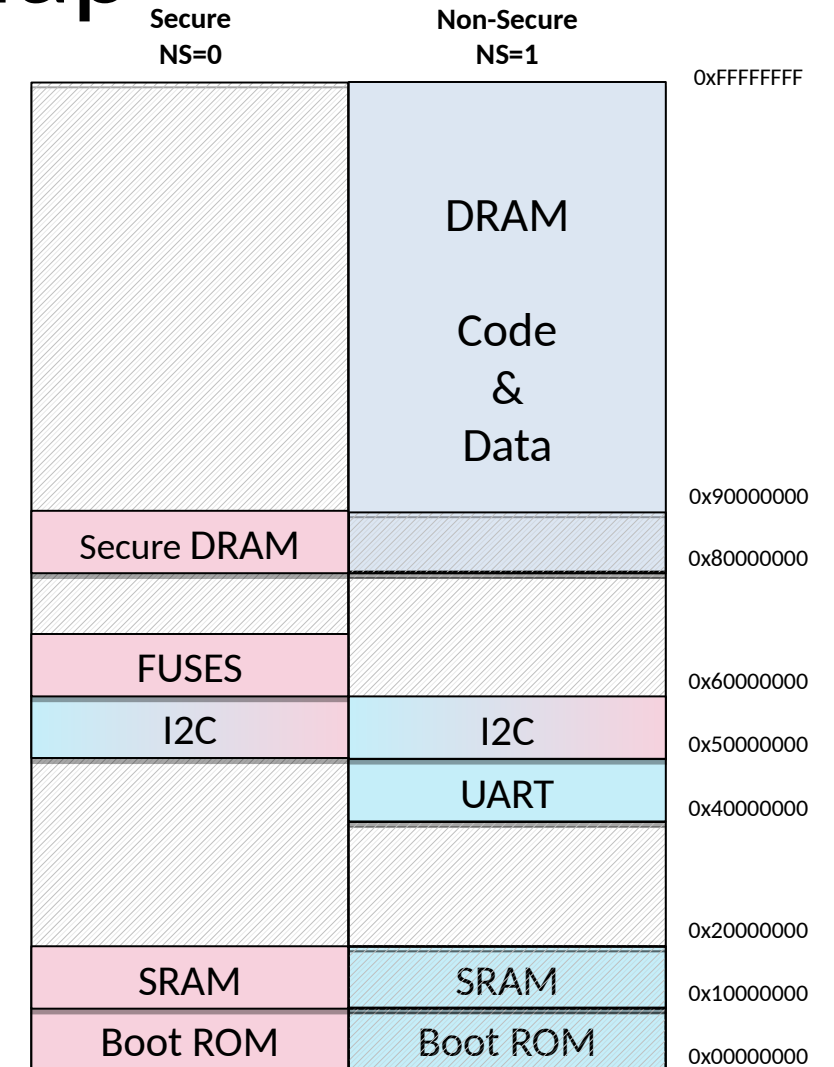 Secure
NS=0
Non-Secure
NS=1
0xFFFFFFFF
DRAM
Code
&
Data
0x90000000
Secure DRAM
0x80000000
FUSES
0x60000000
I2C
I2C
0x50000000
UART
0x40000000
0x20000000
SRAM
SRAM
0x10000000
Boot ROM
Boot ROM
0x00000000